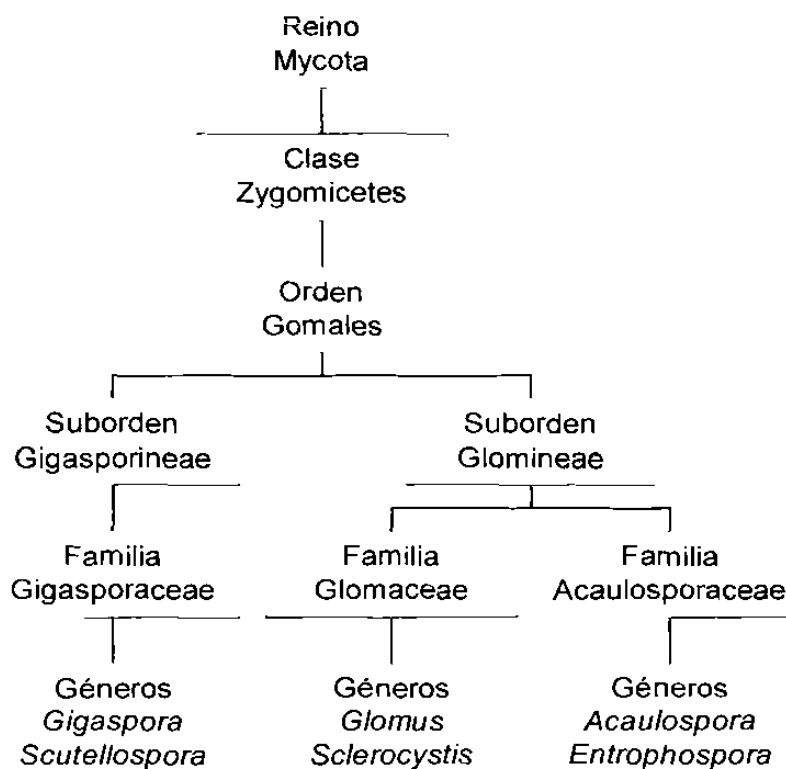 Reino
Mycota
Clase
Zygomicetes
Orden
Gomales
Suborden
Gigasporineae
Suborden
Glomineae
Familia
Gigasporaceae
Familia
Glomaceae
Familia
Acaulosporaceae
Géneros
Gigaspora
Scutellospora
Géneros
Glomus
Sclerocystis
Géneros
Acaulospora
Entrophospora